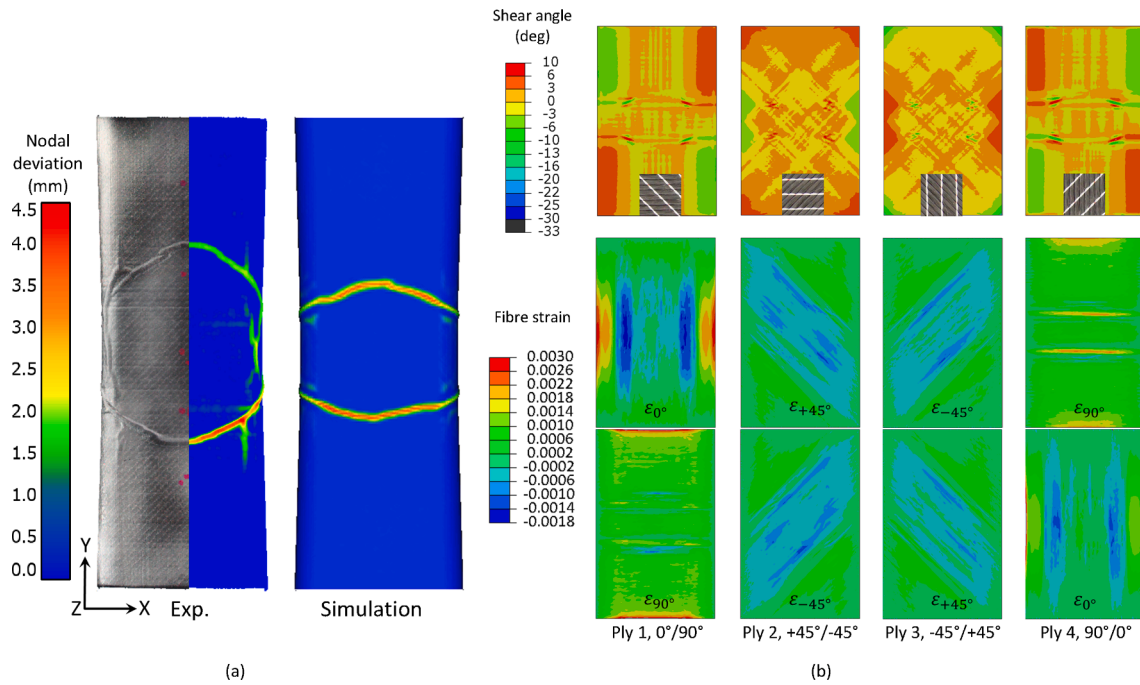 Nodal
deviation
(mm)
4.5
4.0
3.5
3.0
2.5
2.0
1.5
1.0
0.5
0.0
Y
Z
X
Exp.
Simulation
(a)
Shear angle
(deg)
10
6
3
0
-3
-6
-10
-13
-16
-20
-22
-25
-30
-33
Fibre strain
0.0030
0.0026
0.0022
0.0018
0.0014
0.0010
0.0006
0.0002
-0.0002
-0.0006
-0.0010
-0.0014
-0.0018
ε0°
ε+45°
ε−45°
ε90°
ε90°
ε−45°
ε+45°
ε0°
Ply 1, 0°/90°
Ply 2, +45°/-45°
Ply 3, -45°/+45°
Ply 4, 90°/0°
(b)